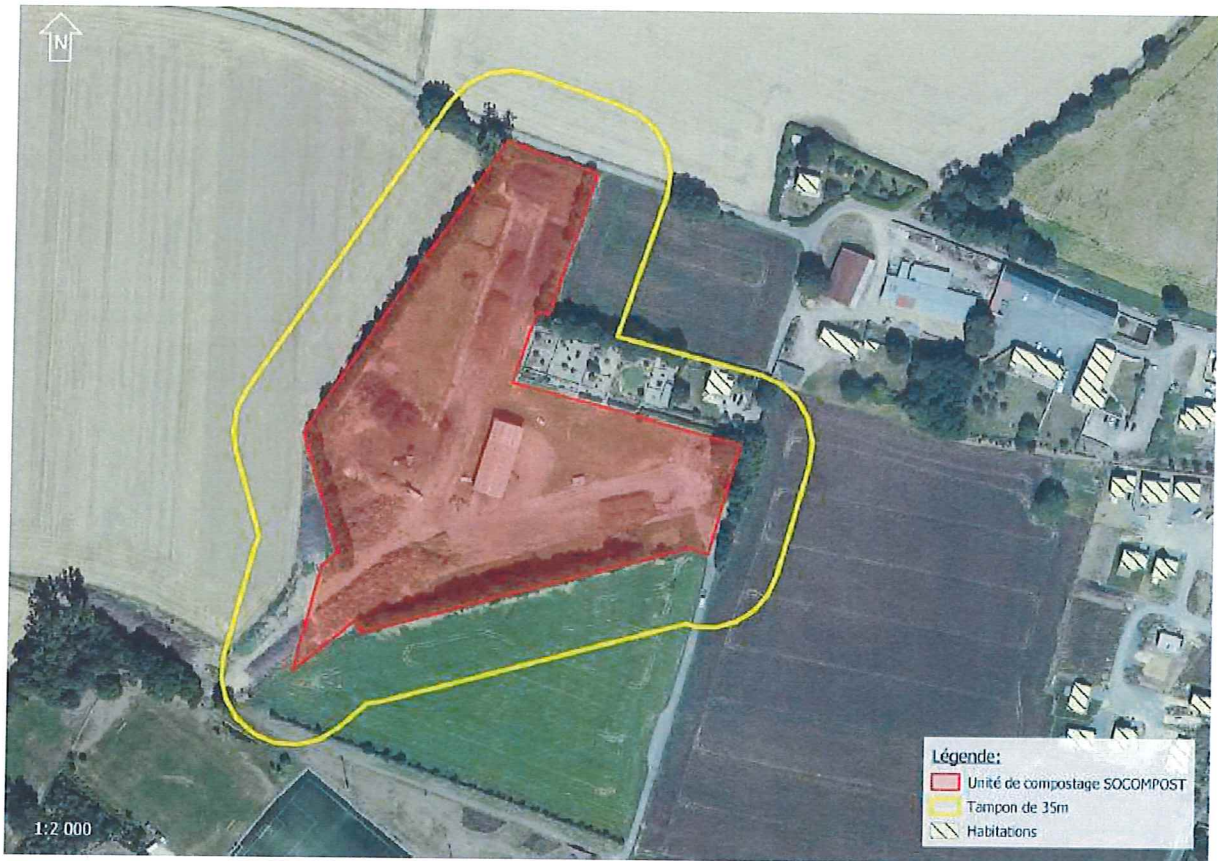 N
Légende:
Unité de compostage SOCOMPOST
Tampon de 35m
Habitations
1:2 000